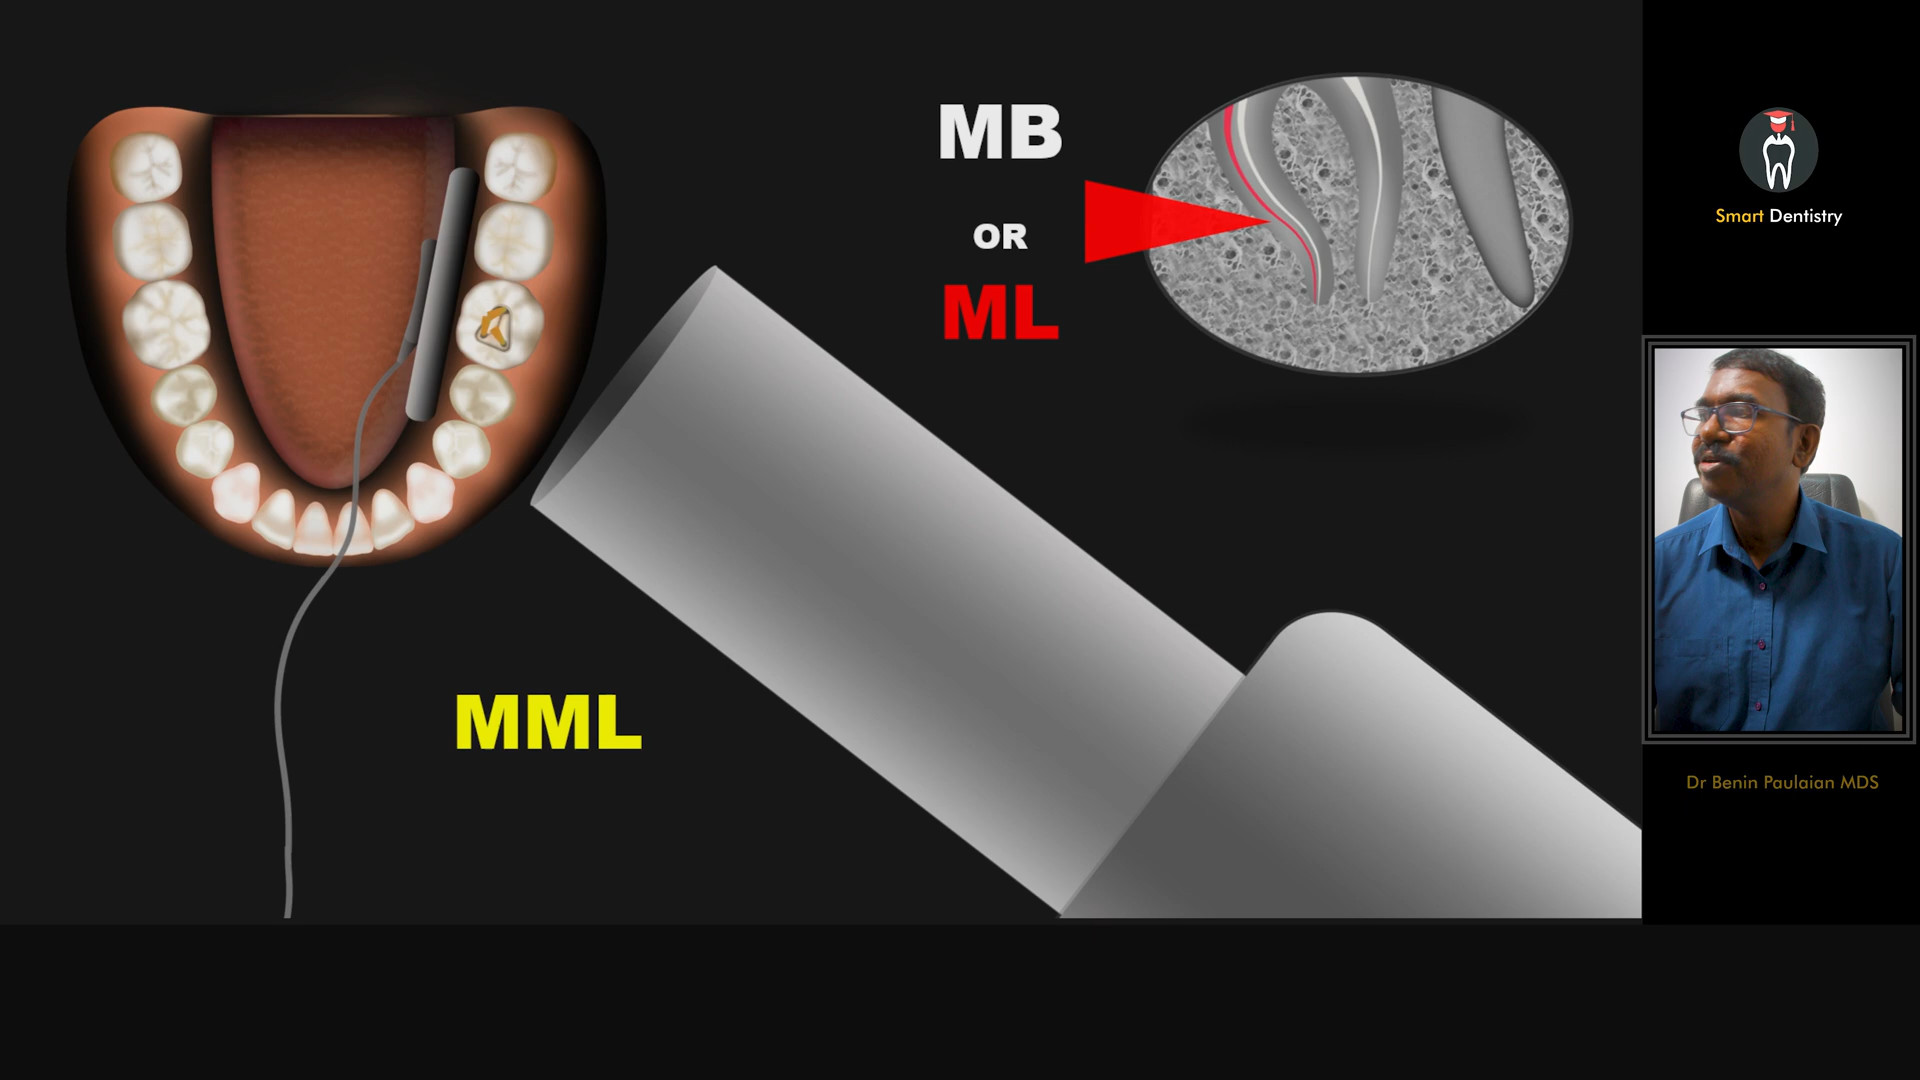 MB
OR
ML
MML
Smart Dentistry
Dr Benin Paulaian MDS